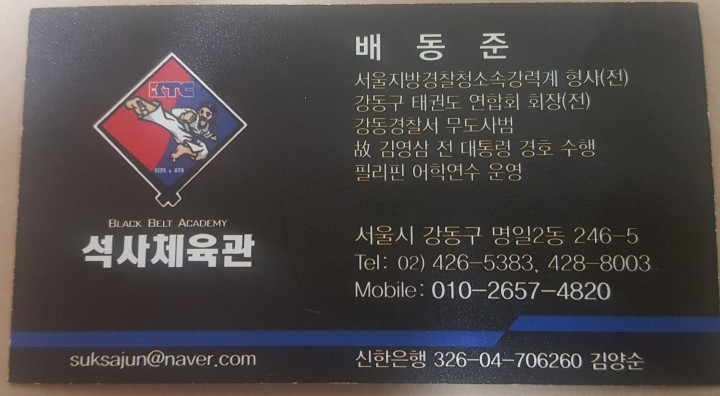 KTC
KIDS & ATA
BLACK BELT ACADEMY
석사체육관
suksajun@naver.com
배 동 준
서울지방경찰청소속강력계 형사(전)
강동구 태권도 연합회 회장(전)
강동경찰서 무도사범
故 김영삼 전 대통령 경호 수행
필리핀 어학연수 운영
서울시 강동구 명일2동 246-5
Tel: 02) 426-5383, 428-8003
Mobile: 010-2657-4820
신한은행 326-04-706260 김양순